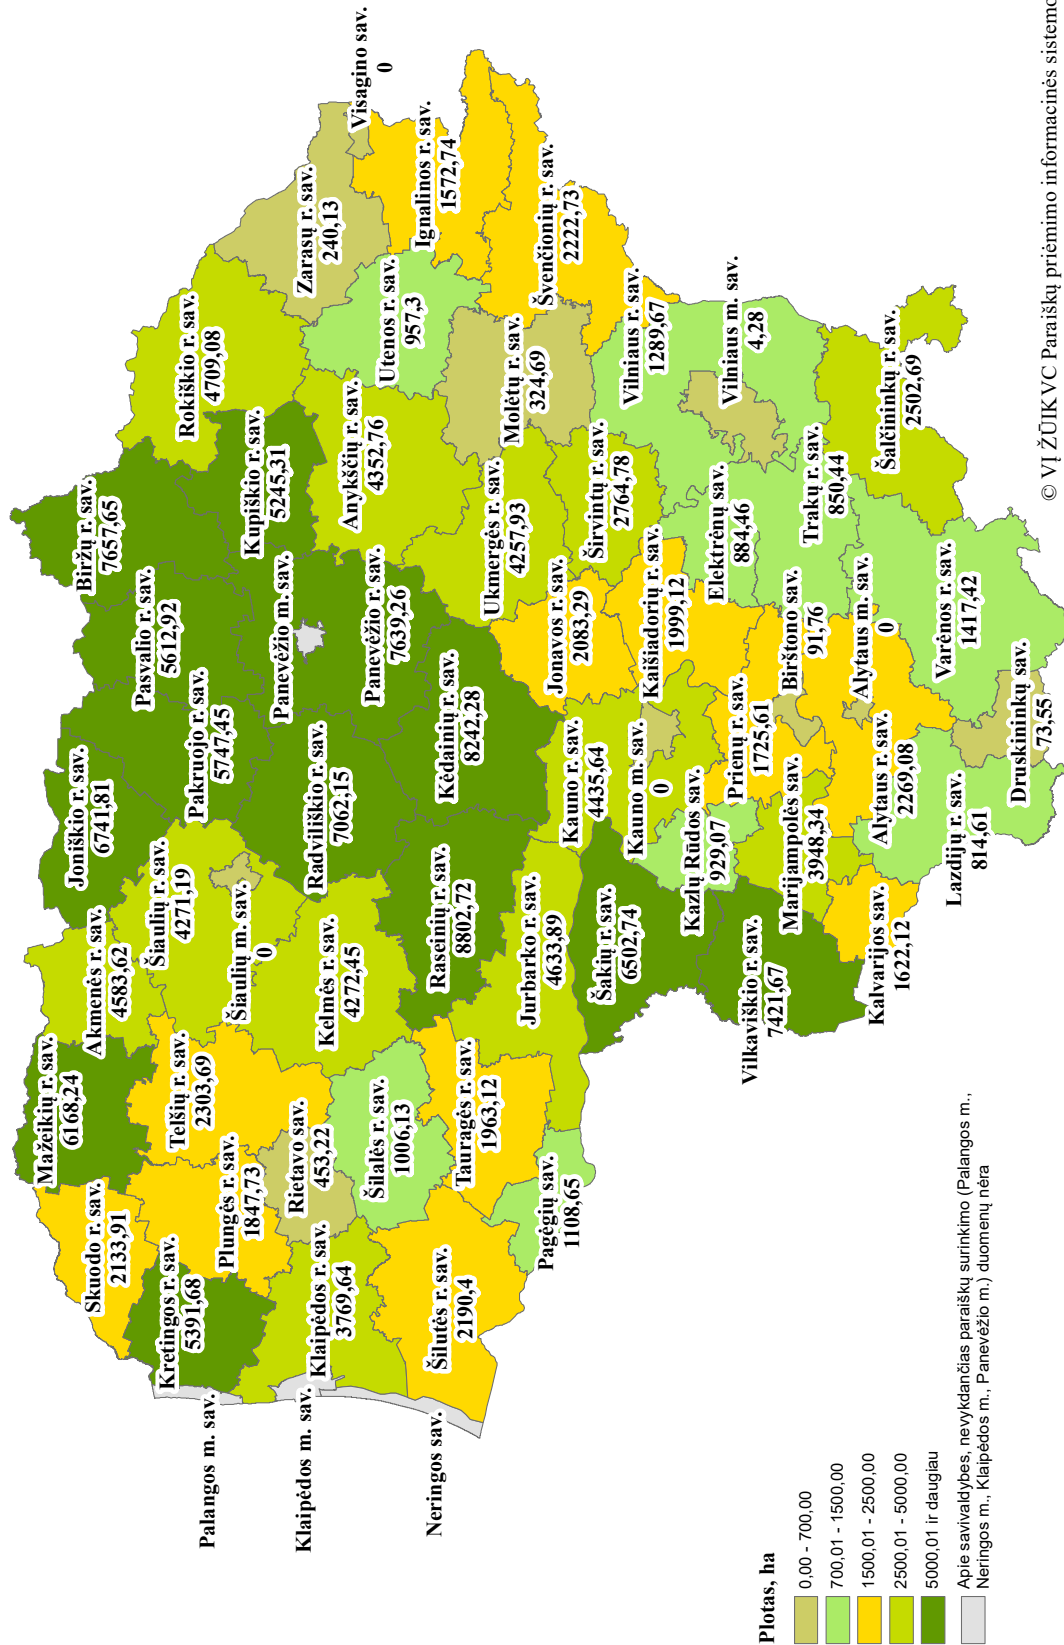 Skuodo r. sav.
2133,91
Mažeikių r. sav.
6168,24
Akmenės r. sav.
4583,62
Joniškio r. sav.
6741,81
Pasvalio r. sav.
5612,92
Biržų r. sav.
7657,65
Rokiškio r. sav.
4709,08
Kretingos r. sav.
5391,68
Plungės r. sav.
1847,73
Telšių r. sav.
2303,69
Šiaulių r. sav.
4271,19
Šiaulių m. sav.
0
Pakruojo r. sav.
5747,45
Panevėžio m. sav.
Kupiškio r. sav.
5245,31
Zarasų r. sav.
240,13
Visagino sav.
0
Palangos m. sav.
Klaipėdos m. sav.
Klaipėdos r. sav.
3769,64
Rietavo sav.
453,22
Kelmės r. sav.
4272,45
Radviliškio r. sav.
7062,15
Panevėžio r. sav.
7639,26
Anykščių r. sav.
4352,76
Utenos r. sav.
957,3
Ignalinos r. sav.
1572,74
Neringos sav.
Šilutės r. sav.
2190,4
Šilalės r. sav.
1006,13
Tauragės r. sav.
1963,12
Raseinių r. sav.
8802,72
Kėdainių r. sav.
8242,28
Ukmergės r. sav.
4257,93
Molėtų r. sav.
324,69
Švenčionių r. sav.
2222,73
Pagėgių sav.
1108,65
Jurbarko r. sav.
4633,89
Kauno r. sav.
4435,64
Jonavos r. sav.
2083,29
Širvintų r. sav.
2764,78
Vilniaus r. sav.
1289,67
Šakių r. sav.
6502,74
Kauno m. sav.
0
Kaišiadorių r. sav.
1999,12
Elektrėnų sav.
884,46
Vilniaus m. sav.
4,28
Kazlų Rūdos sav.
929,07
Prienų r. sav.
1725,61
Birštono sav.
91,76
Trakų r. sav.
850,44
Vilkaviškio r. sav.
7421,67
Marijampolės sav.
3948,34
Alytaus m. sav.
0
Šalčininkų r. sav.
2502,69
Kalvarijos sav.
1622,12
Alytaus r. sav.
2269,08
Varėnos r. sav.
1417,42
Lazdijų r. sav.
814,61
Druskininkų sav.
73,55
Plotas, ha
0,00 - 700,00
700,01 - 1500,00
1500,01 - 2500,00
2500,01 - 5000,00
5000,01 ir daugiau
Apie savivaldybes, nevykdančias paraiškų surinkimo (Palangos m.,
Neringos m., Klaipėdos m., Panevėžio m.) duomenų nėra
© VĮ ŽŪIKVC Paraiškų priėmimo informacinės sistemo